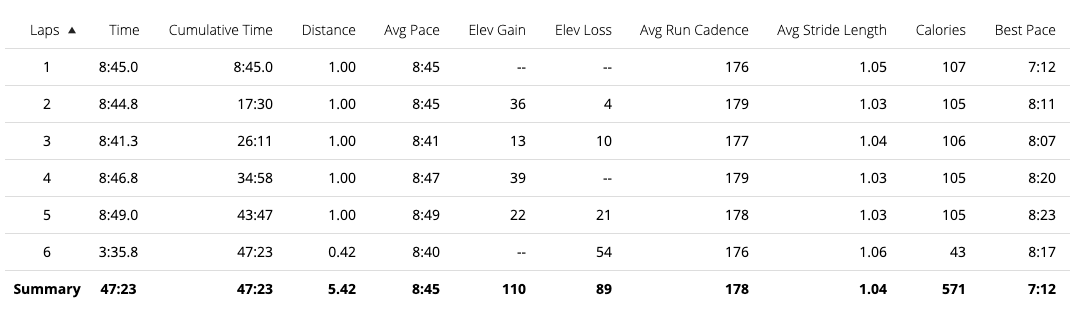 Laps ▲ Time Cumulative Time Distance Avg Pace Elev Gain Elev Loss Avg Run Cadence Avg Stride Length Calories Best Pace
1 8:45.0 8:45.0 1.00 8:45 -- -- 176 1.05 107 7:12
2 8:44.8 17:30 1.00 8:45 36 4 179 1.03 105 8:11
3 8:41.3 26:11 1.00 8:41 13 10 177 1.04 106 8:07
4 8:46.8 34:58 1.00 8:47 39 -- 179 1.03 105 8:20
5 8:49.0 43:47 1.00 8:49 22 21 178 1.03 105 8:23
6 3:35.8 47:23 0.42 8:40 -- 54 176 1.06 43 8:17
Summary 47:23 47:23 5.42 8:45 110 89 178 1.04 571 7:12